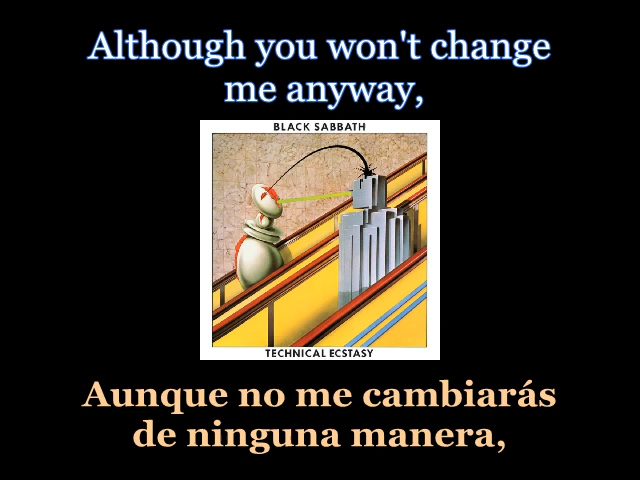 Although you won't change
me anyway,
BLACK SABBATH
TECHNICAL ECSTASY
Aunque no me cambiarás
de ninguna manera,